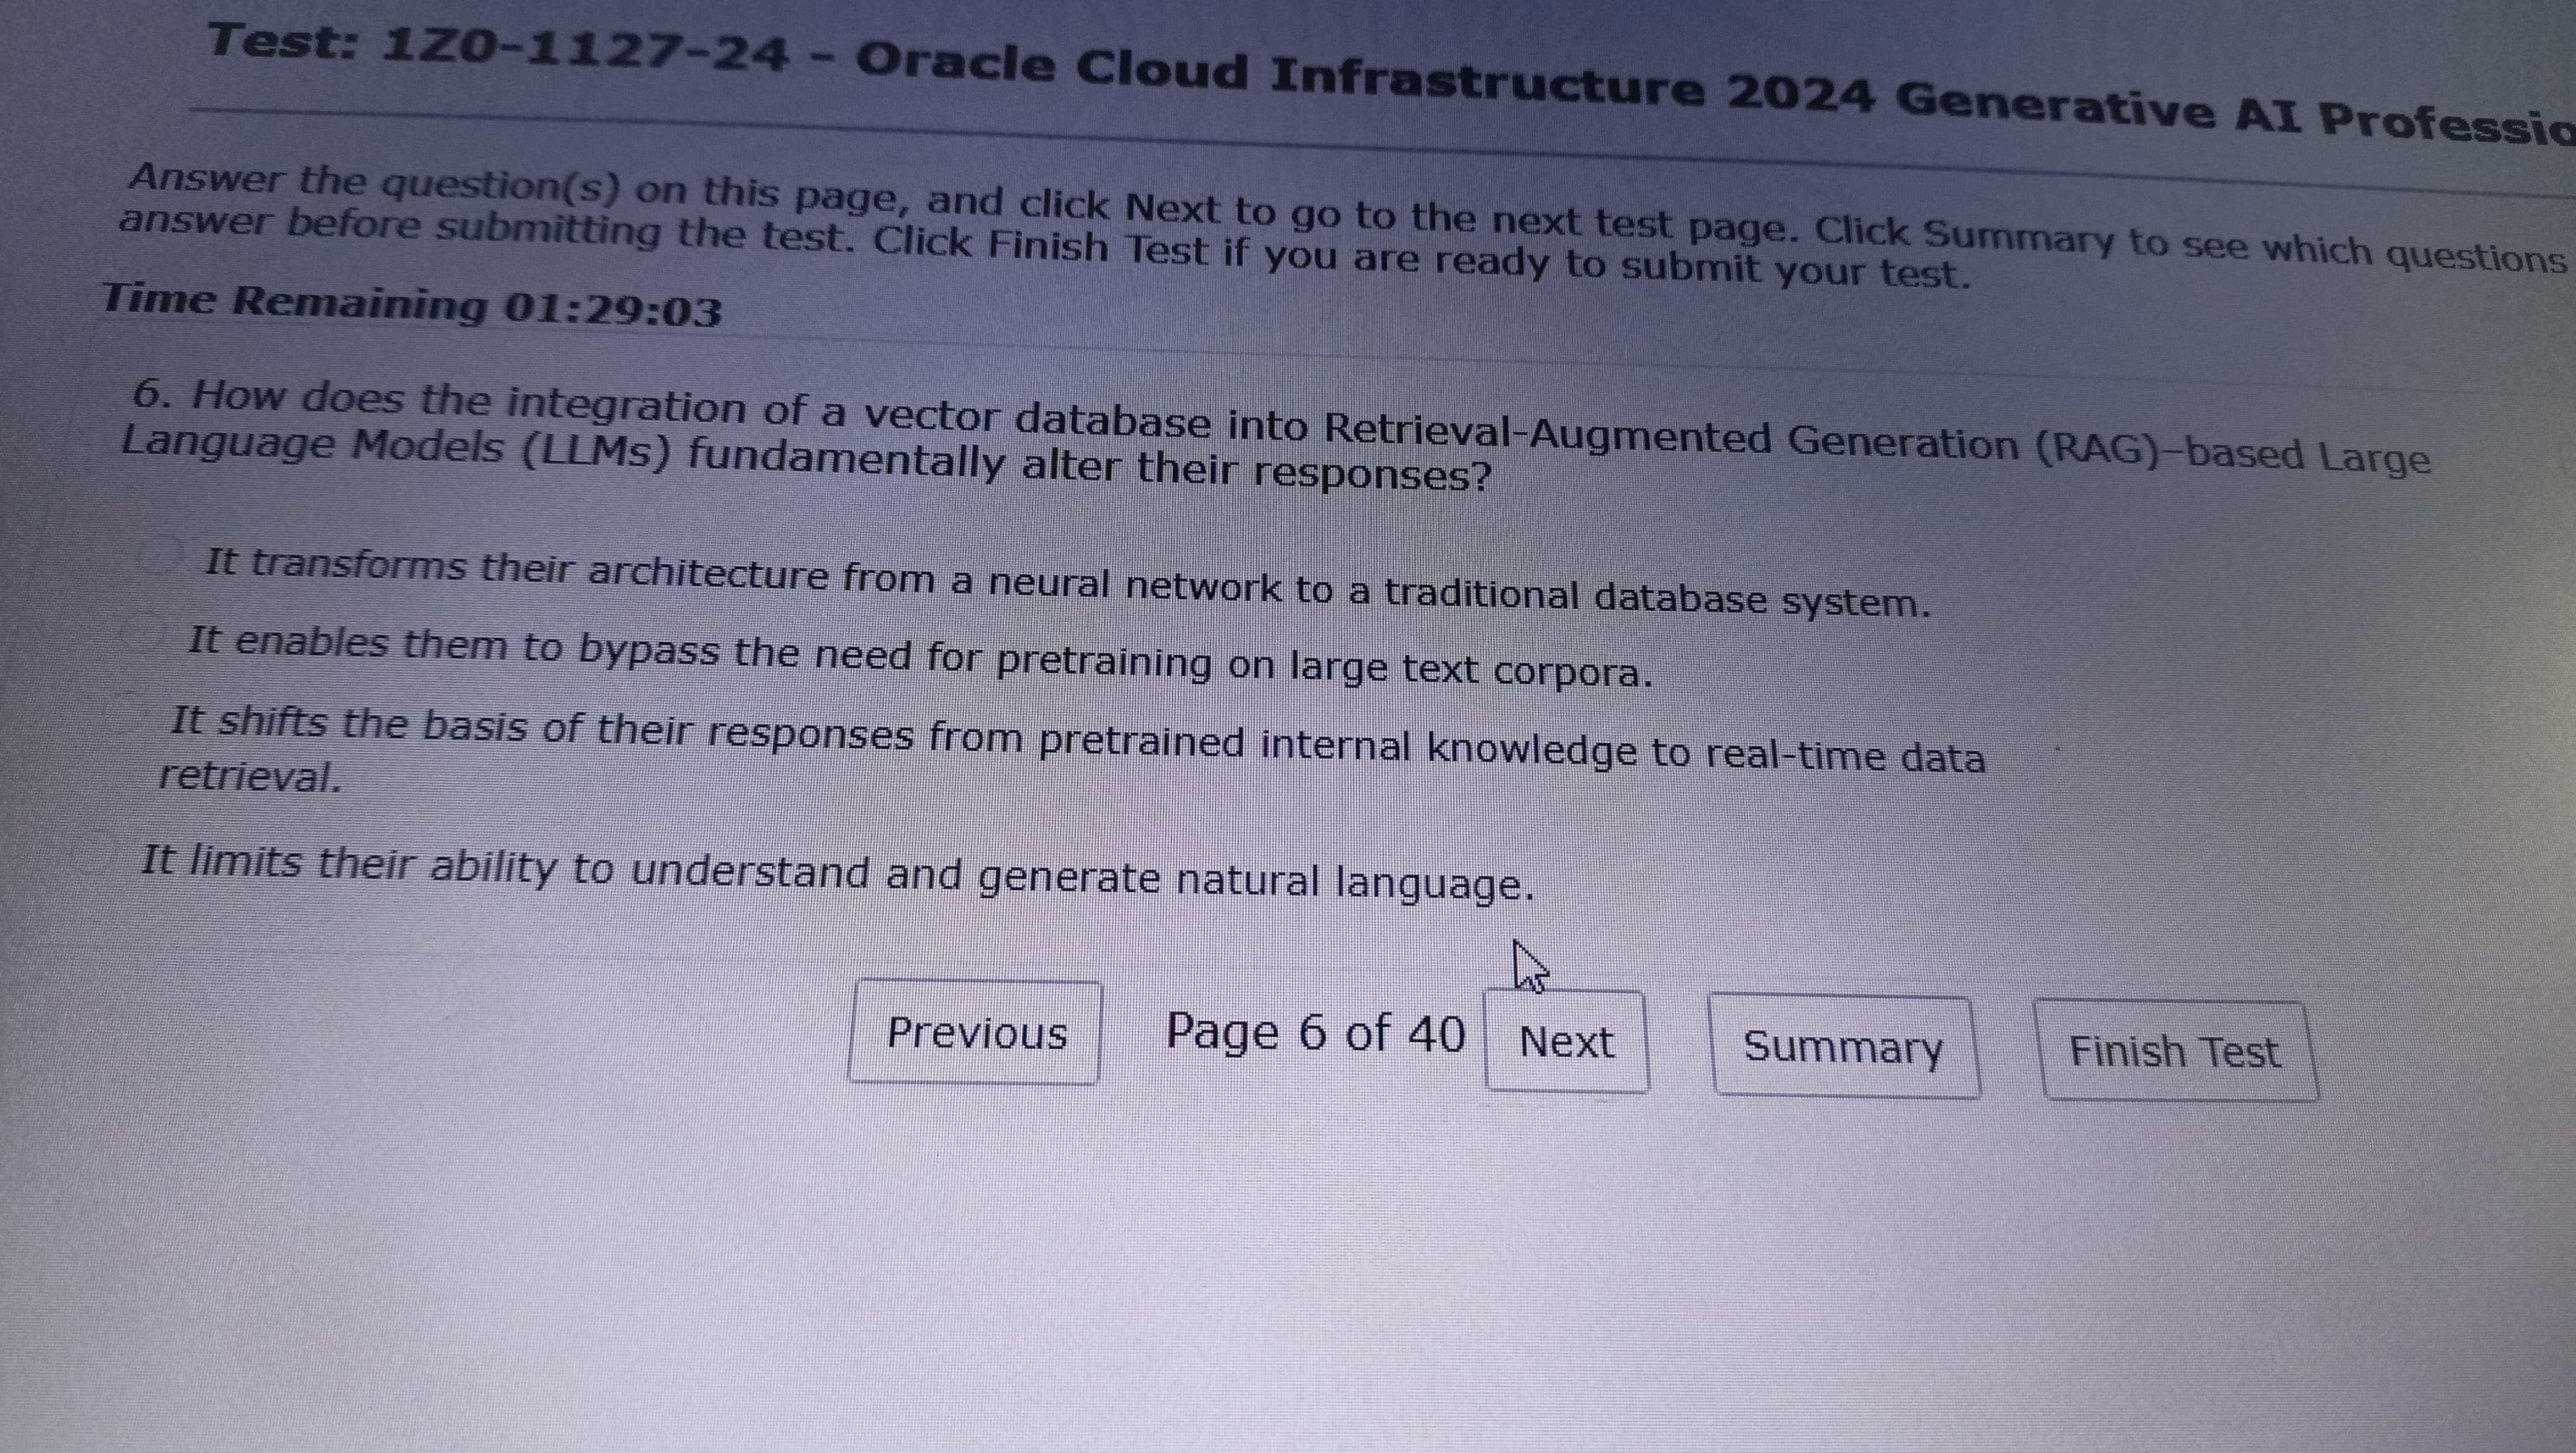 Test: 1Z0-1127-24 - Oracle Cloud Infrastructure 2024 Generative AI
Answer the question(s) on this page, and click Next to go to the next test page. Click Summary to see which questions
answer before submitting the test. Click Finish Test if you are ready to submit your test.
Time Remaining 01:29:03
6. How does the integration of a vector database into Retrieval-Augmented Generation (RAG)–based Large
Language Models (LLMs) fundamentally alter their responses?
It transforms their architecture from a neural network to a traditional database system.
It enables them to bypass the need for pretraining on large text corpora.
It shifts the basis of their responses from pretrained internal knowledge to real-time data
retrieval.
It limits their ability to understand and generate natural language.
Previous Page 6 of 40 Next Summary Finish Test